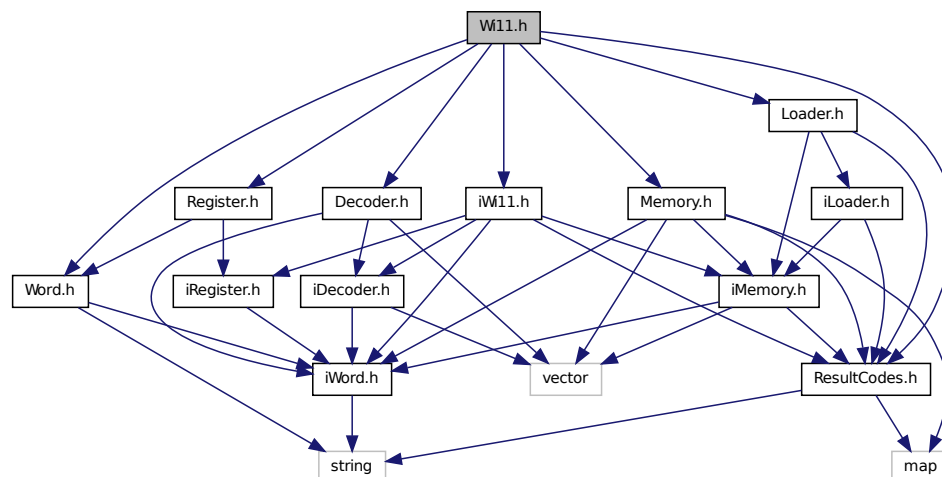 Wi11.h
Loader.h
Register.h
Decoder.h
iWi11.h
Memory.h
iLoader.h
Word.h
iRegister.h
iDecoder.h
iMemory.h
iWord.h
vector
ResultCodes.h
string
map